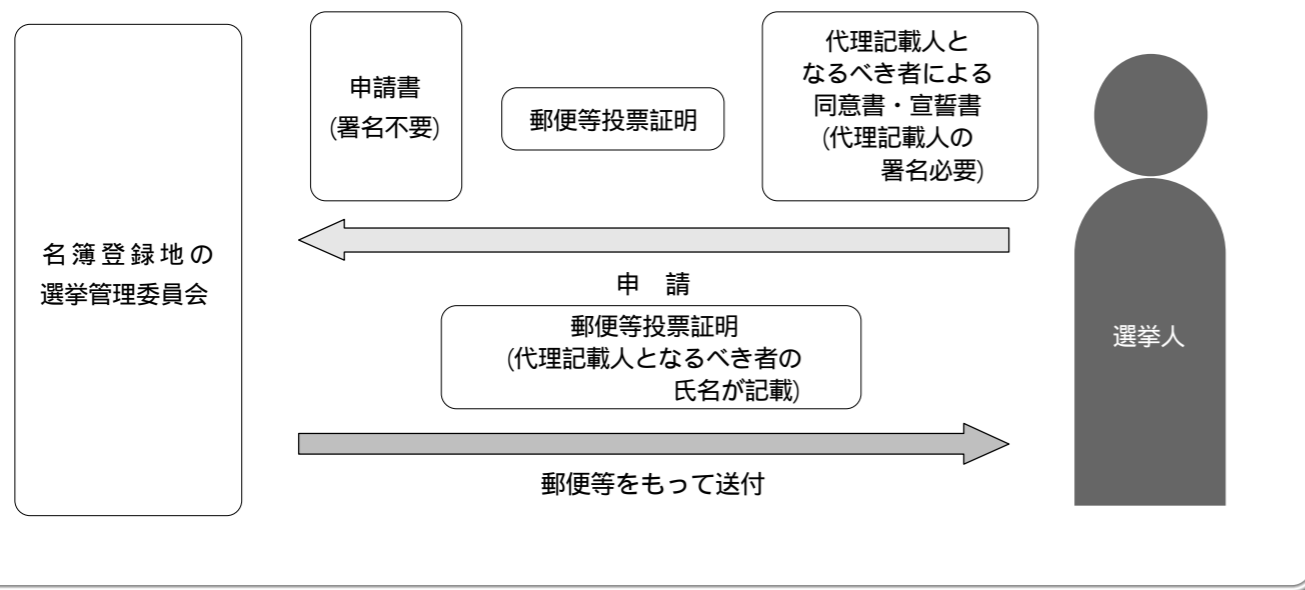 名簿登録地の
選挙管理委員会
申請書
(署名不要)
郵便等投票証明
代理記載人と
なるべき者による
同意書・宣誓書
(代理記載人の
署名必要)
申　請
郵便等投票証明
(代理記載人となるべき者の
氏名が記載)
郵便等をもって送付
選挙人